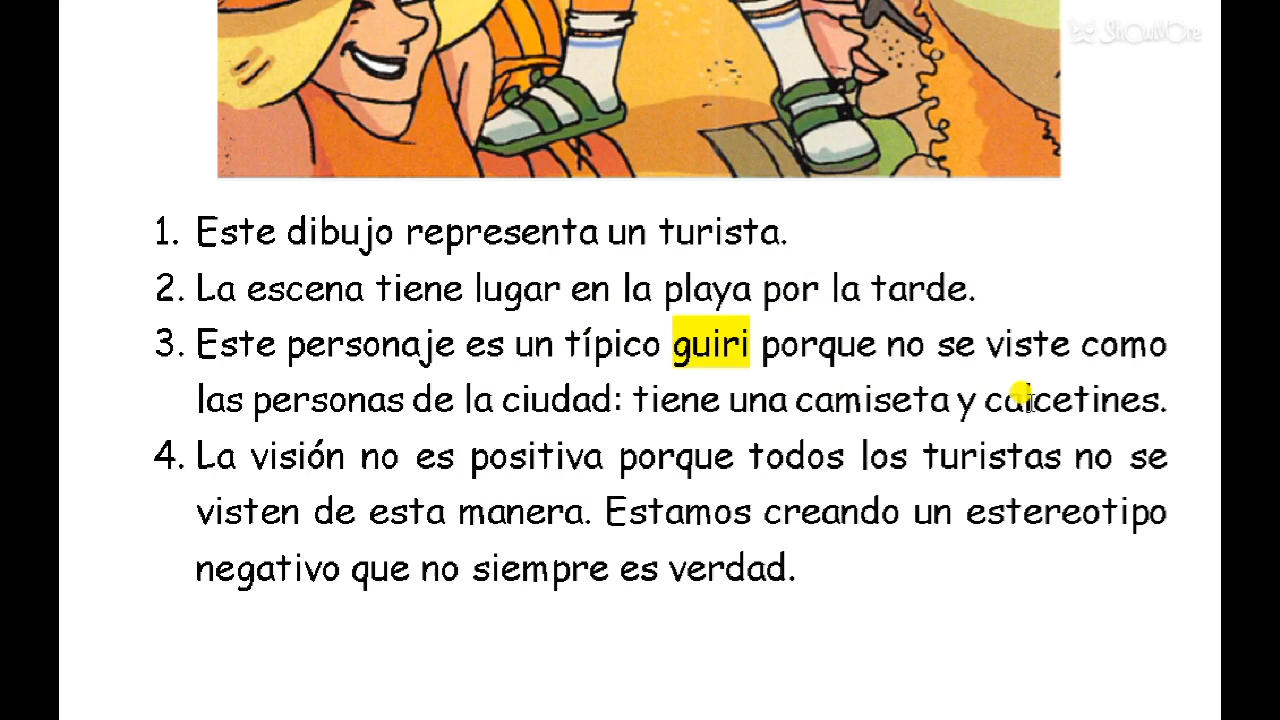 ShOwMOre
1. Este dibujo representa un turista.
2. La escena tiene lugar en la playa por la tarde.
3. Este personaje es un típico guiri porque no se viste como
las personas de la ciudad: tiene una camiseta y calcetines.
4. La visión no es positiva porque todos los turistas no se
visten de esta manera. Estamos creando un estereotipo
negativo que no siempre es verdad.